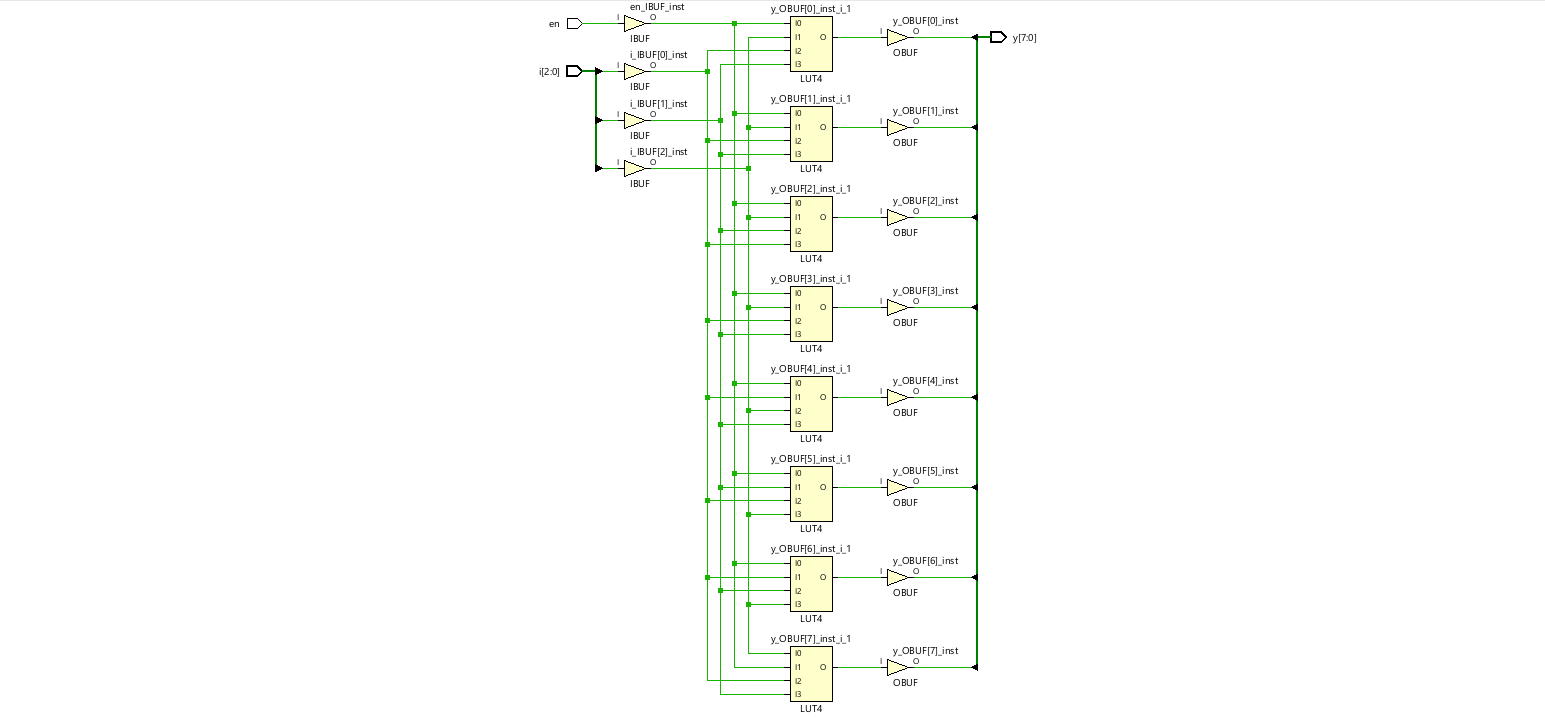 en_IBUF_inst
en
I
O
IBUF
i_IBUF[0]_inst
i[2:0]
I
O
IBUF
i_IBUF[1]_inst
I
O
IBUF
i_IBUF[2]_inst
I
O
IBUF
y_OBUF[0]_inst_i_1
I0
I1
I2
I3
O
LUT4
y_OBUF[0]_inst
I
O
OBUF
y[7:0]
y_OBUF[1]_inst_i_1
I0
I1
I2
I3
O
LUT4
y_OBUF[1]_inst
I
O
OBUF
y_OBUF[2]_inst_i_1
I0
I1
I2
I3
O
LUT4
y_OBUF[2]_inst
I
O
OBUF
y_OBUF[3]_inst_i_1
I0
I1
I2
I3
O
LUT4
y_OBUF[3]_inst
I
O
OBUF
y_OBUF[4]_inst_i_1
I0
I1
I2
I3
O
LUT4
y_OBUF[4]_inst
I
O
OBUF
y_OBUF[5]_inst_i_1
I0
I1
I2
I3
O
LUT4
y_OBUF[5]_inst
I
O
OBUF
y_OBUF[6]_inst_i_1
I0
I1
I2
I3
O
LUT4
y_OBUF[6]_inst
I
O
OBUF
y_OBUF[7]_inst_i_1
I0
I1
I2
I3
O
LUT4
y_OBUF[7]_inst
I
O
OBUF